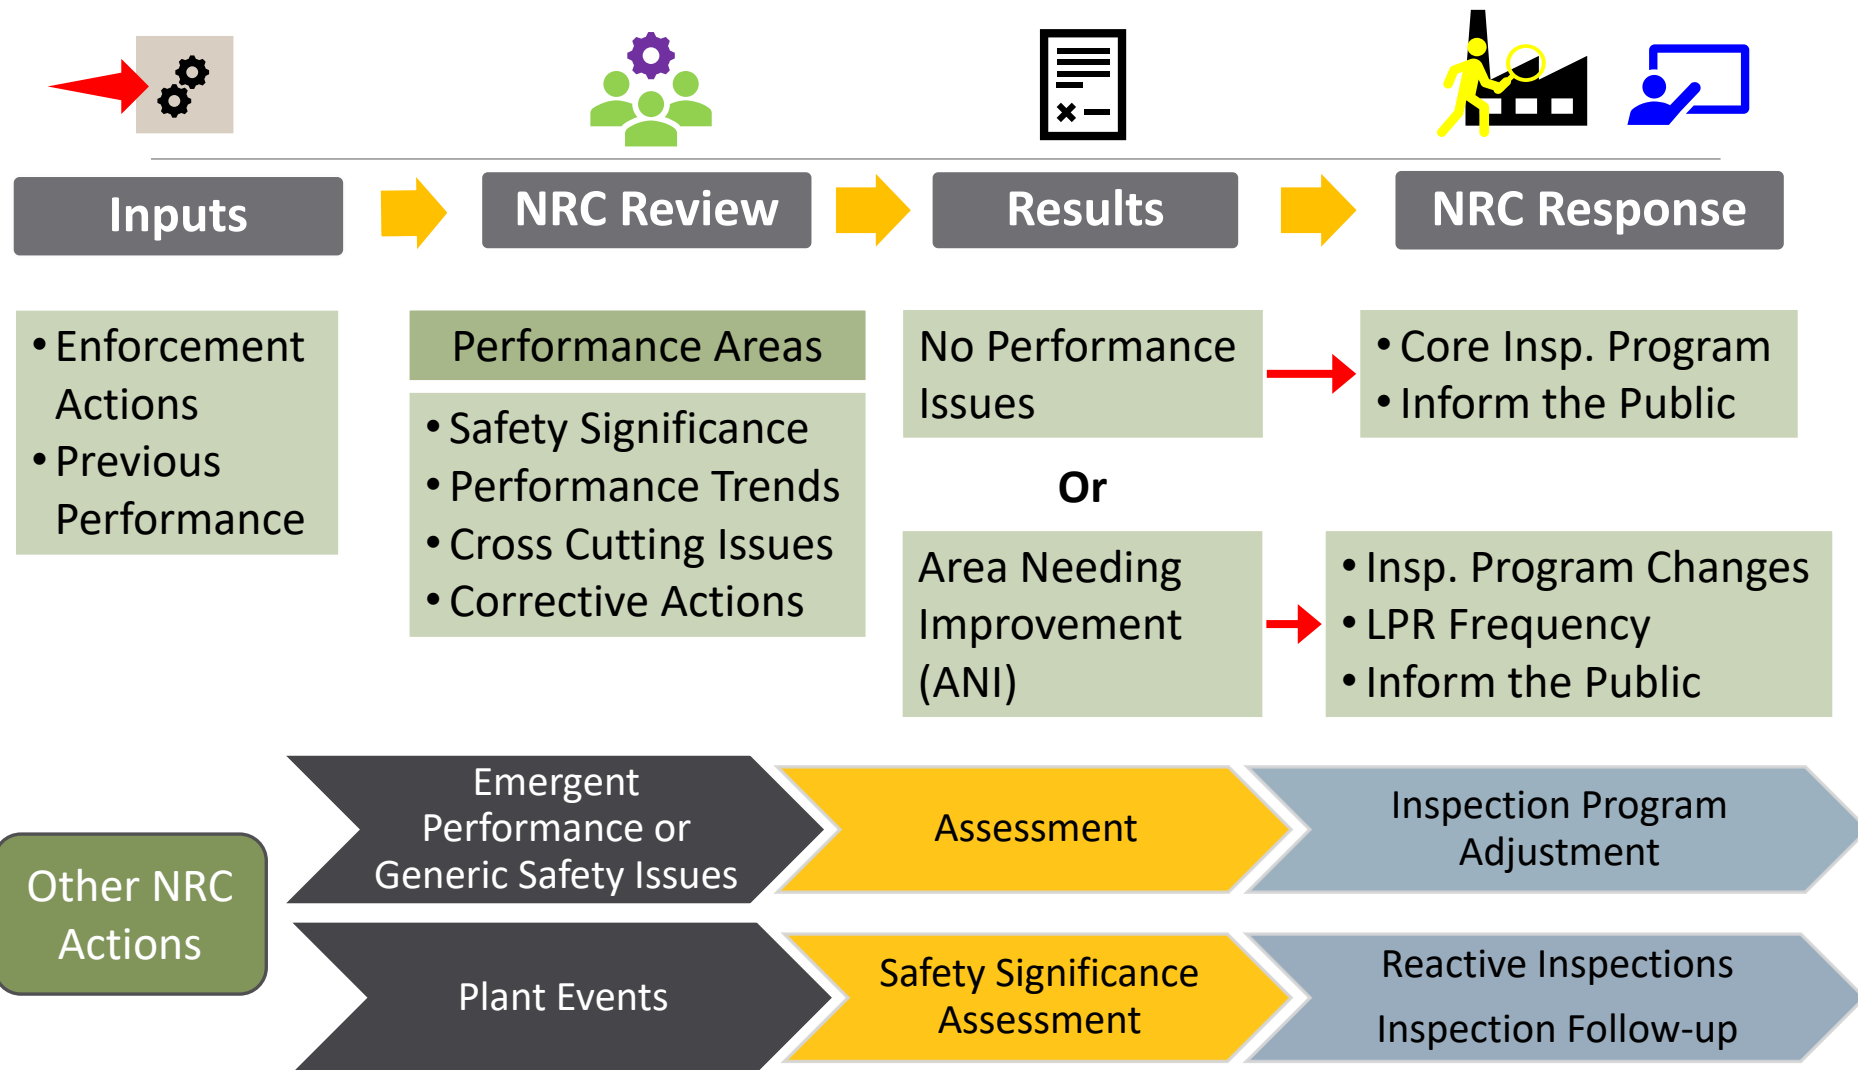 Inputs
NRC Review
Results
NRC Response
• Enforcement
Actions
• Previous
Performance
Performance Areas
• Safety Significance
• Performance Trends
• Cross Cutting Issues
• Corrective Actions
No Performance
Issues
Or
Area Needing
Improvement
(ANI)
• Core Insp. Program
• Inform the Public
• Insp. Program Changes
• LPR Frequency
• Inform the Public
Other NRC
Actions
Emergent
Performance or
Generic Safety Issues
Assessment
Inspection Program
Adjustment
Plant Events
Safety Significance
Assessment
Reactive Inspections
Inspection Follow-up